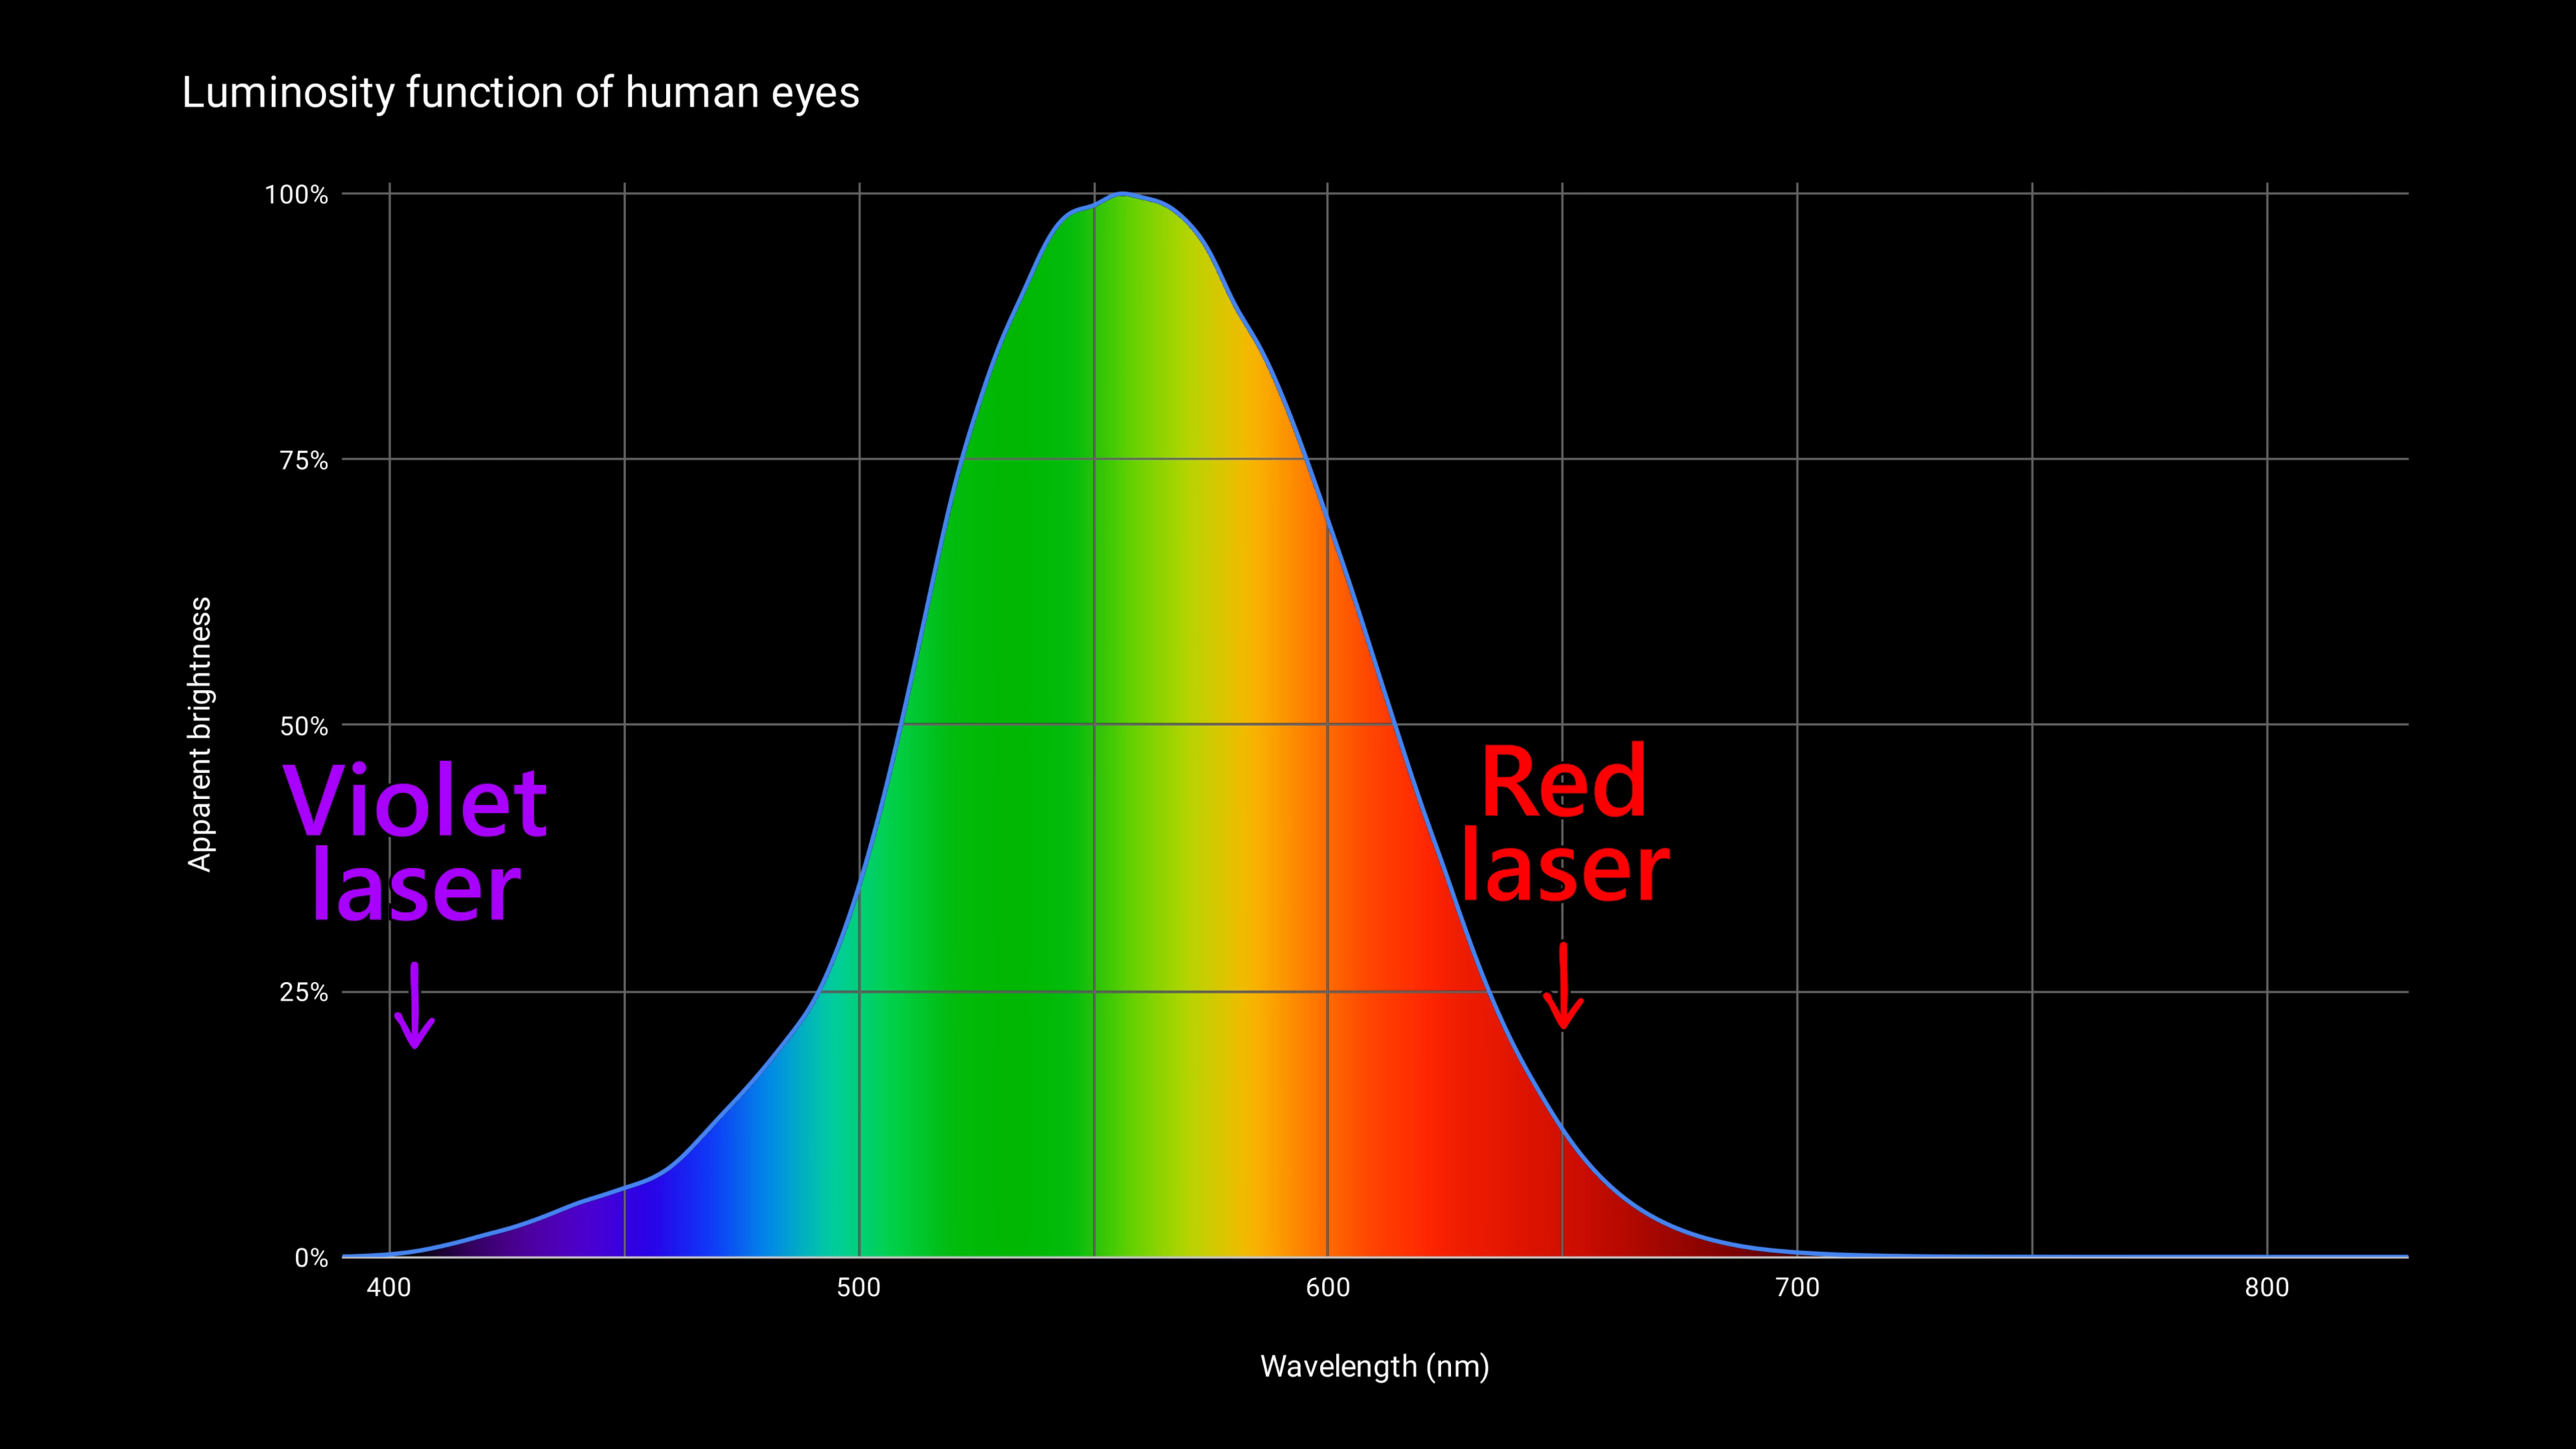 Luminosity function of human eyes
100%
75%
50%
25%
0%
Apparent brightness
Violet
laser
Red
laser
400
500
600
700
800
Wavelength (nm)